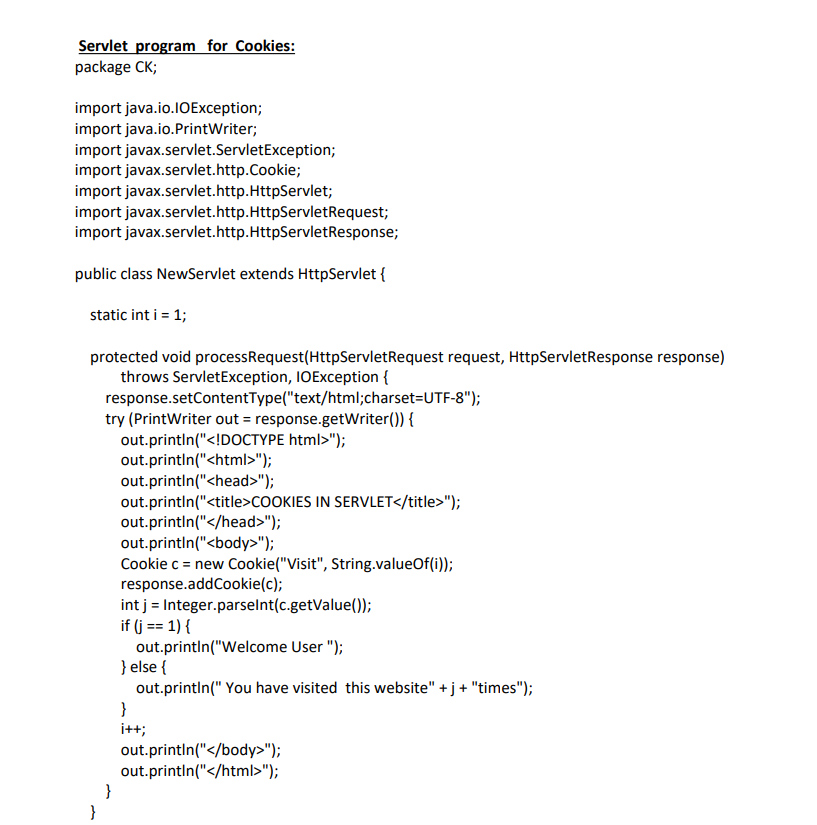 Servlet program for Cookies:
package CK;
import java.io.IOException;
import java.io.PrintWriter;
import javax.servlet.ServletException;
import javax.servlet.http.Cookie;
import javax.servlet.http.HttpServlet;
import javax.servlet.http.HttpServletRequest;
import javax.servlet.http.HttpServletResponse;
public class NewServlet extends HttpServlet {
static int i = 1;
protected void processRequest(HttpServletRequest request, HttpServletResponse response)
throws ServletException, IOException {
response.setContentType("text/html;charset=UTF-8");
try (PrintWriter out = response.getWriter()) {
out.println("<!DOCTYPE html>");
out.println("<html>");
out.println("<head>");
out.println("<title>COOKIES IN SERVLET</title>");
out.println("</head>");
out.println("<body>");
Cookie c = new Cookie("Visit", String.valueOf(i));
response.addCookie(c);
int j = Integer.parseInt(c.getValue());
if (j == 1) {
out.println("Welcome User ");
} else {
out.println(" You have visited  this website" + j + "times");
}
i++;
out.println("</body>");
out.println("</html>");
}
}